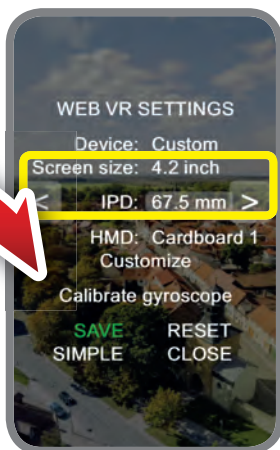 WEB VR SETTINGS
Device: Custom
Screen size: 4.2 inch
< IPD: 67.5 mm >
HMD: Cardboard 1
Customize
Calibrate gyroscope
SAVE RESET
SIMPLE CLOSE